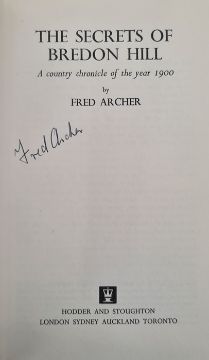 THE SECRETS OF
BREDON HILL
A country chronicle of the year 1900
by
FRED ARCHER
Fred Archer
HODDER AND STOUGHTON
LONDON SYDNEY AUCKLAND TORONTO